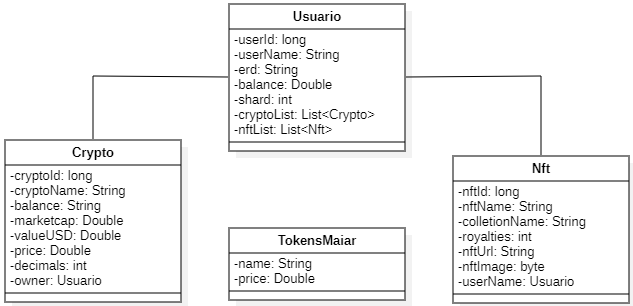 Usuario
-userId: long
-userName: String
-erd: String
-balance: Double
-shard: int
-cryptoList: List<Crypto>
-nftList: List<Nft>
Crypto
-cryptoId: long
-cryptoName: String
-balance: String
-marketcap: Double
-valueUSD: Double
-price: Double
-decimals: int
-owner: Usuario
TokensMaiar
-name: String
-price: Double
Nft
-nftId: long
-nftName: String
-colletionName: String
-royalties: int
-nftUrl: String
-nftImage: byte
-userName: Usuario